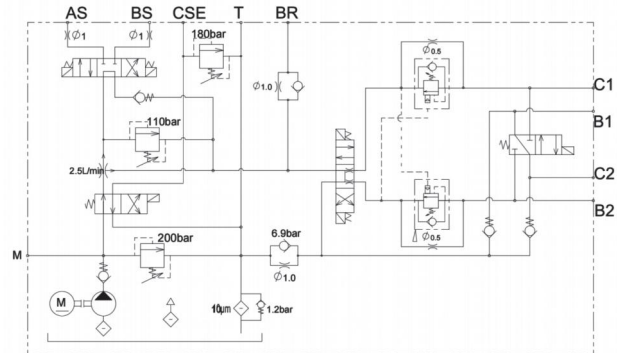 AS BS CSE T BR
Ø1 Ø1 180bar
Ø0.5
Ø1.0
C1
B1
110bar
2.5L/min
C2
B2
200bar 6.9bar
Ø0.5
M
Ø1.0
M 10μm 1.2bar